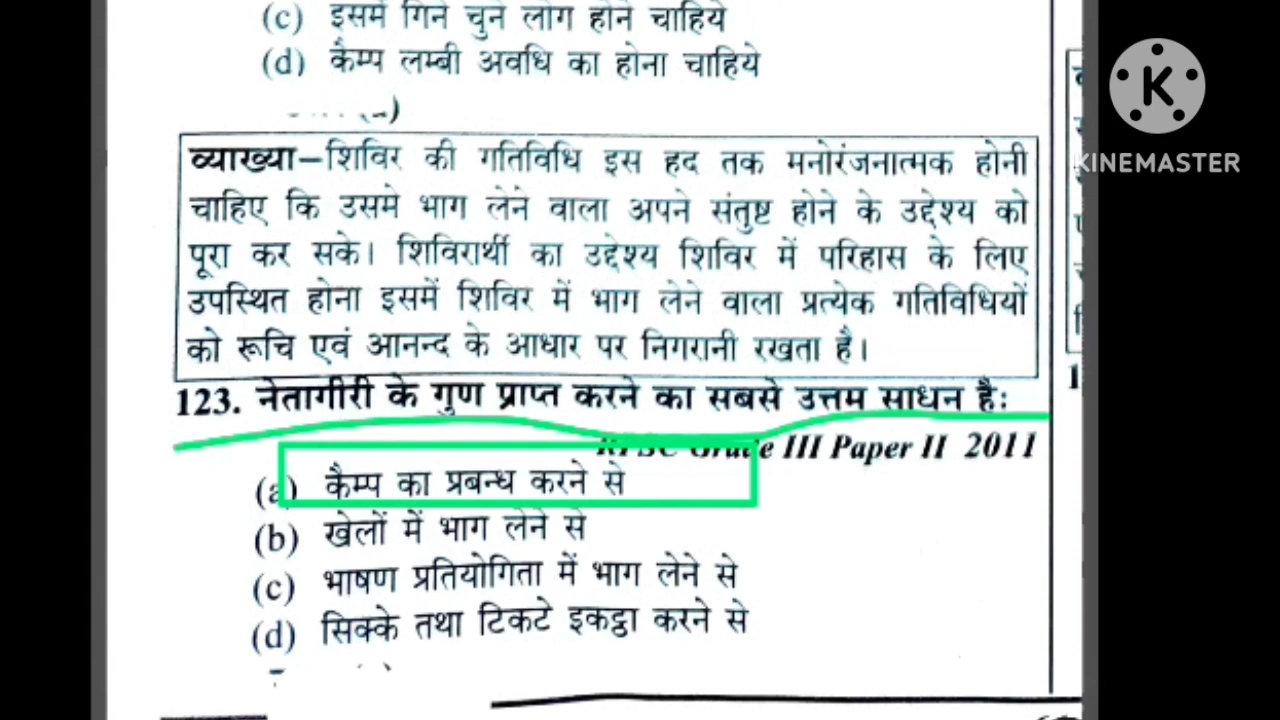 (c) इसमें गिने चुने लोग होने चाहिये
(d) कैम्प लम्बी अवधि का होना चाहिये
व्याख्या–शिविर की गतिविधि इस हद तक मनोरंजनात्मक होनी
चाहिए कि उसमे भाग लेने वाला अपने संतुष्ट होने के उद्देश्य को
पूरा कर सके। शिविरार्थी का उद्देश्य शिविर में परिहास के लिए
उपस्थित होना इसमें शिविर में भाग लेने वाला प्रत्येक गतिविधियों
को रूचि एवं आनन्द के आधार पर निगरानी रखता है।
123. नेतागीरी के गुण प्राप्त करने का सबसे उत्तम साधन है:
Grade III Paper II 2011
(a) कैम्प का प्रबन्ध करने से
(b) खेलों में भाग लेने से
(c) भाषण प्रतियोगिता में भाग लेने से
(d) सिक्के तथा टिकटे इकट्ठा करने से
K
KINEMASTER